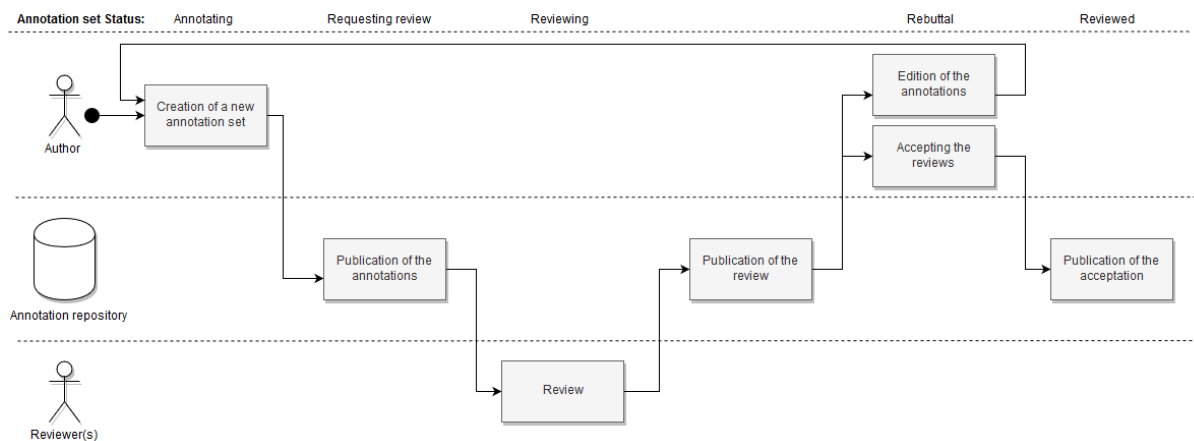 Annotation set Status: Annotating Requesting review Reviewing Rebuttal Reviewed
Creation of a new
annotation set
Edition of the
annotations
Author
Accepting the
reviews
Publication of the
annotations
Publication of the
review
Publication of the
acceptation
Annotation repository
Review
Reviewer(s)